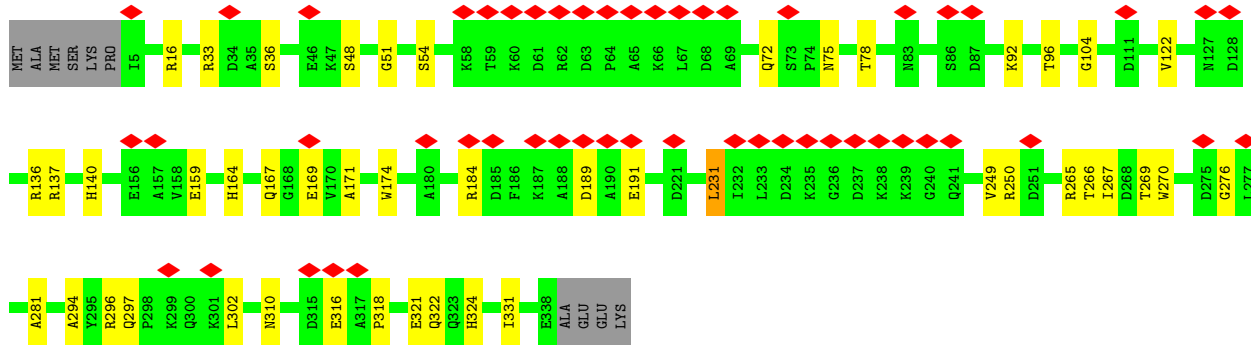 MET ALA MET SER LYS PRO I5 R16 R33 D34 A35 S36 E46 K47 S48 G51 S54 K58 T59 K60 D61 R62 D63 P64 A65 K66 L67 D68 A69 Q72 S73 P74 N75 T78 N83 S86 D87 K92 T96 G104 D111 V122 N127 D128
R136 R137 H140 E156 A157 V158 E159 H164 Q167 G168 E169 V170 A171 W174 A180 R184 D185 F186 K187 A188 D189 A190 E191 D221 L231 I232 L233 D234 K235 G236 D237 K238 K239 G240 Q241 V249 R250 D251 R265 T266 I267 D268 T269 W270 D275 G276 L277
A281 A294 Y295 R296 Q297 P298 K299 Q300 K301 L302 N310 D315 E316 A317 P318 E321 Q322 Q323 H324 I331 E338 ALA GLU GLU LYS